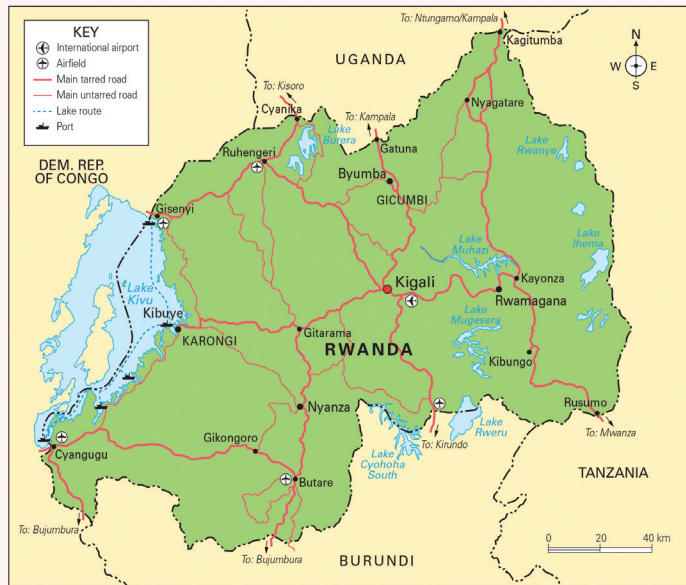 KEY
International airport
Airfield
Main tarred road
Main untarred road
Lake route
Port
To: Ntungamo/Kampala
Kagitumba
N
W
E
S
UGANDA
To: Kisoro
Cyanika
To: Kampala
Nyagatare
Lake
Burera
Gatuna
Lake
Rwanye
Ruhengeri
DEM. REP.
OF CONGO
Byumba
GICUMBI
Gisenyi
Lake
Muhazi
Lake
Ihema
Kigali
Kayonza
Lake
Kivu
Rwamagana
Kibuye
Lake
Mugesera
KARONGI
Gitarama
RWANDA
Kibungo
Nyanza
Rusumo
Lake
Rweru
To: Mwanza
Gikongoro
To: Kirundo
Cyangugu
Lake
Cyohoha
South
Butare
TANZANIA
To: Bujumbura
To: Bujumbura
BURUNDI
0
20
40 km